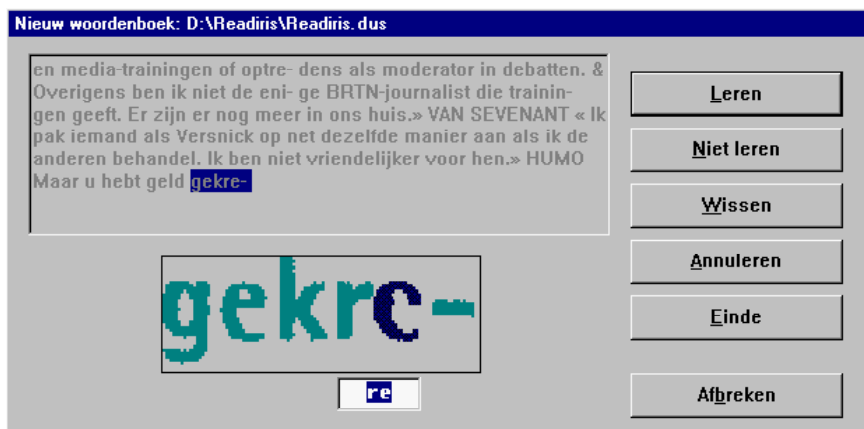 Nieuw woordenboek: D:\Readiris\Readiris.dus
en media-trainingen of optre- dens als moderator in debatten. &
Overigens ben ik niet de eni- ge BRTN-journalist die trainin-
gen geeft. Er zijn er nog meer in ons huis.» VAN SEVENANT « Ik
pak iemand als Versnick op net dezelfde manier aan als ik de
anderen behandel. Ik ben niet vriendelijker voor hen.» HUMO
Maar u hebt geld gekre-
gekrc-
re
Leren
Niet leren
Wissen
Annuleren
Einde
Afbreken